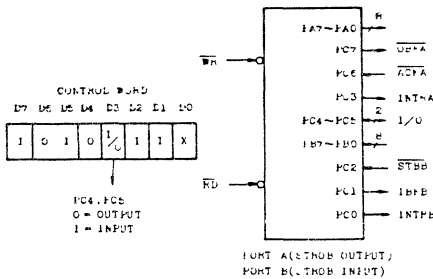 CONTROL WORD
D7 D6 D5 D4 D3 D2 D1 D0
1 0 1 0 1/0 1 1 X
PC4, PC5
0 = OUTPUT
1 = INPUT
WR
RD
PA7~PA0 8
PC7 OBFA
PC6 ACKA
PC3 INTRA
PC4~PC5 2 I/O
PB7~PB0 8
PC2 STBB
PC1 IBFB
PC0 INTRB
PORT A(STROB OUTPUT)
PORT B(STROB INPUT)